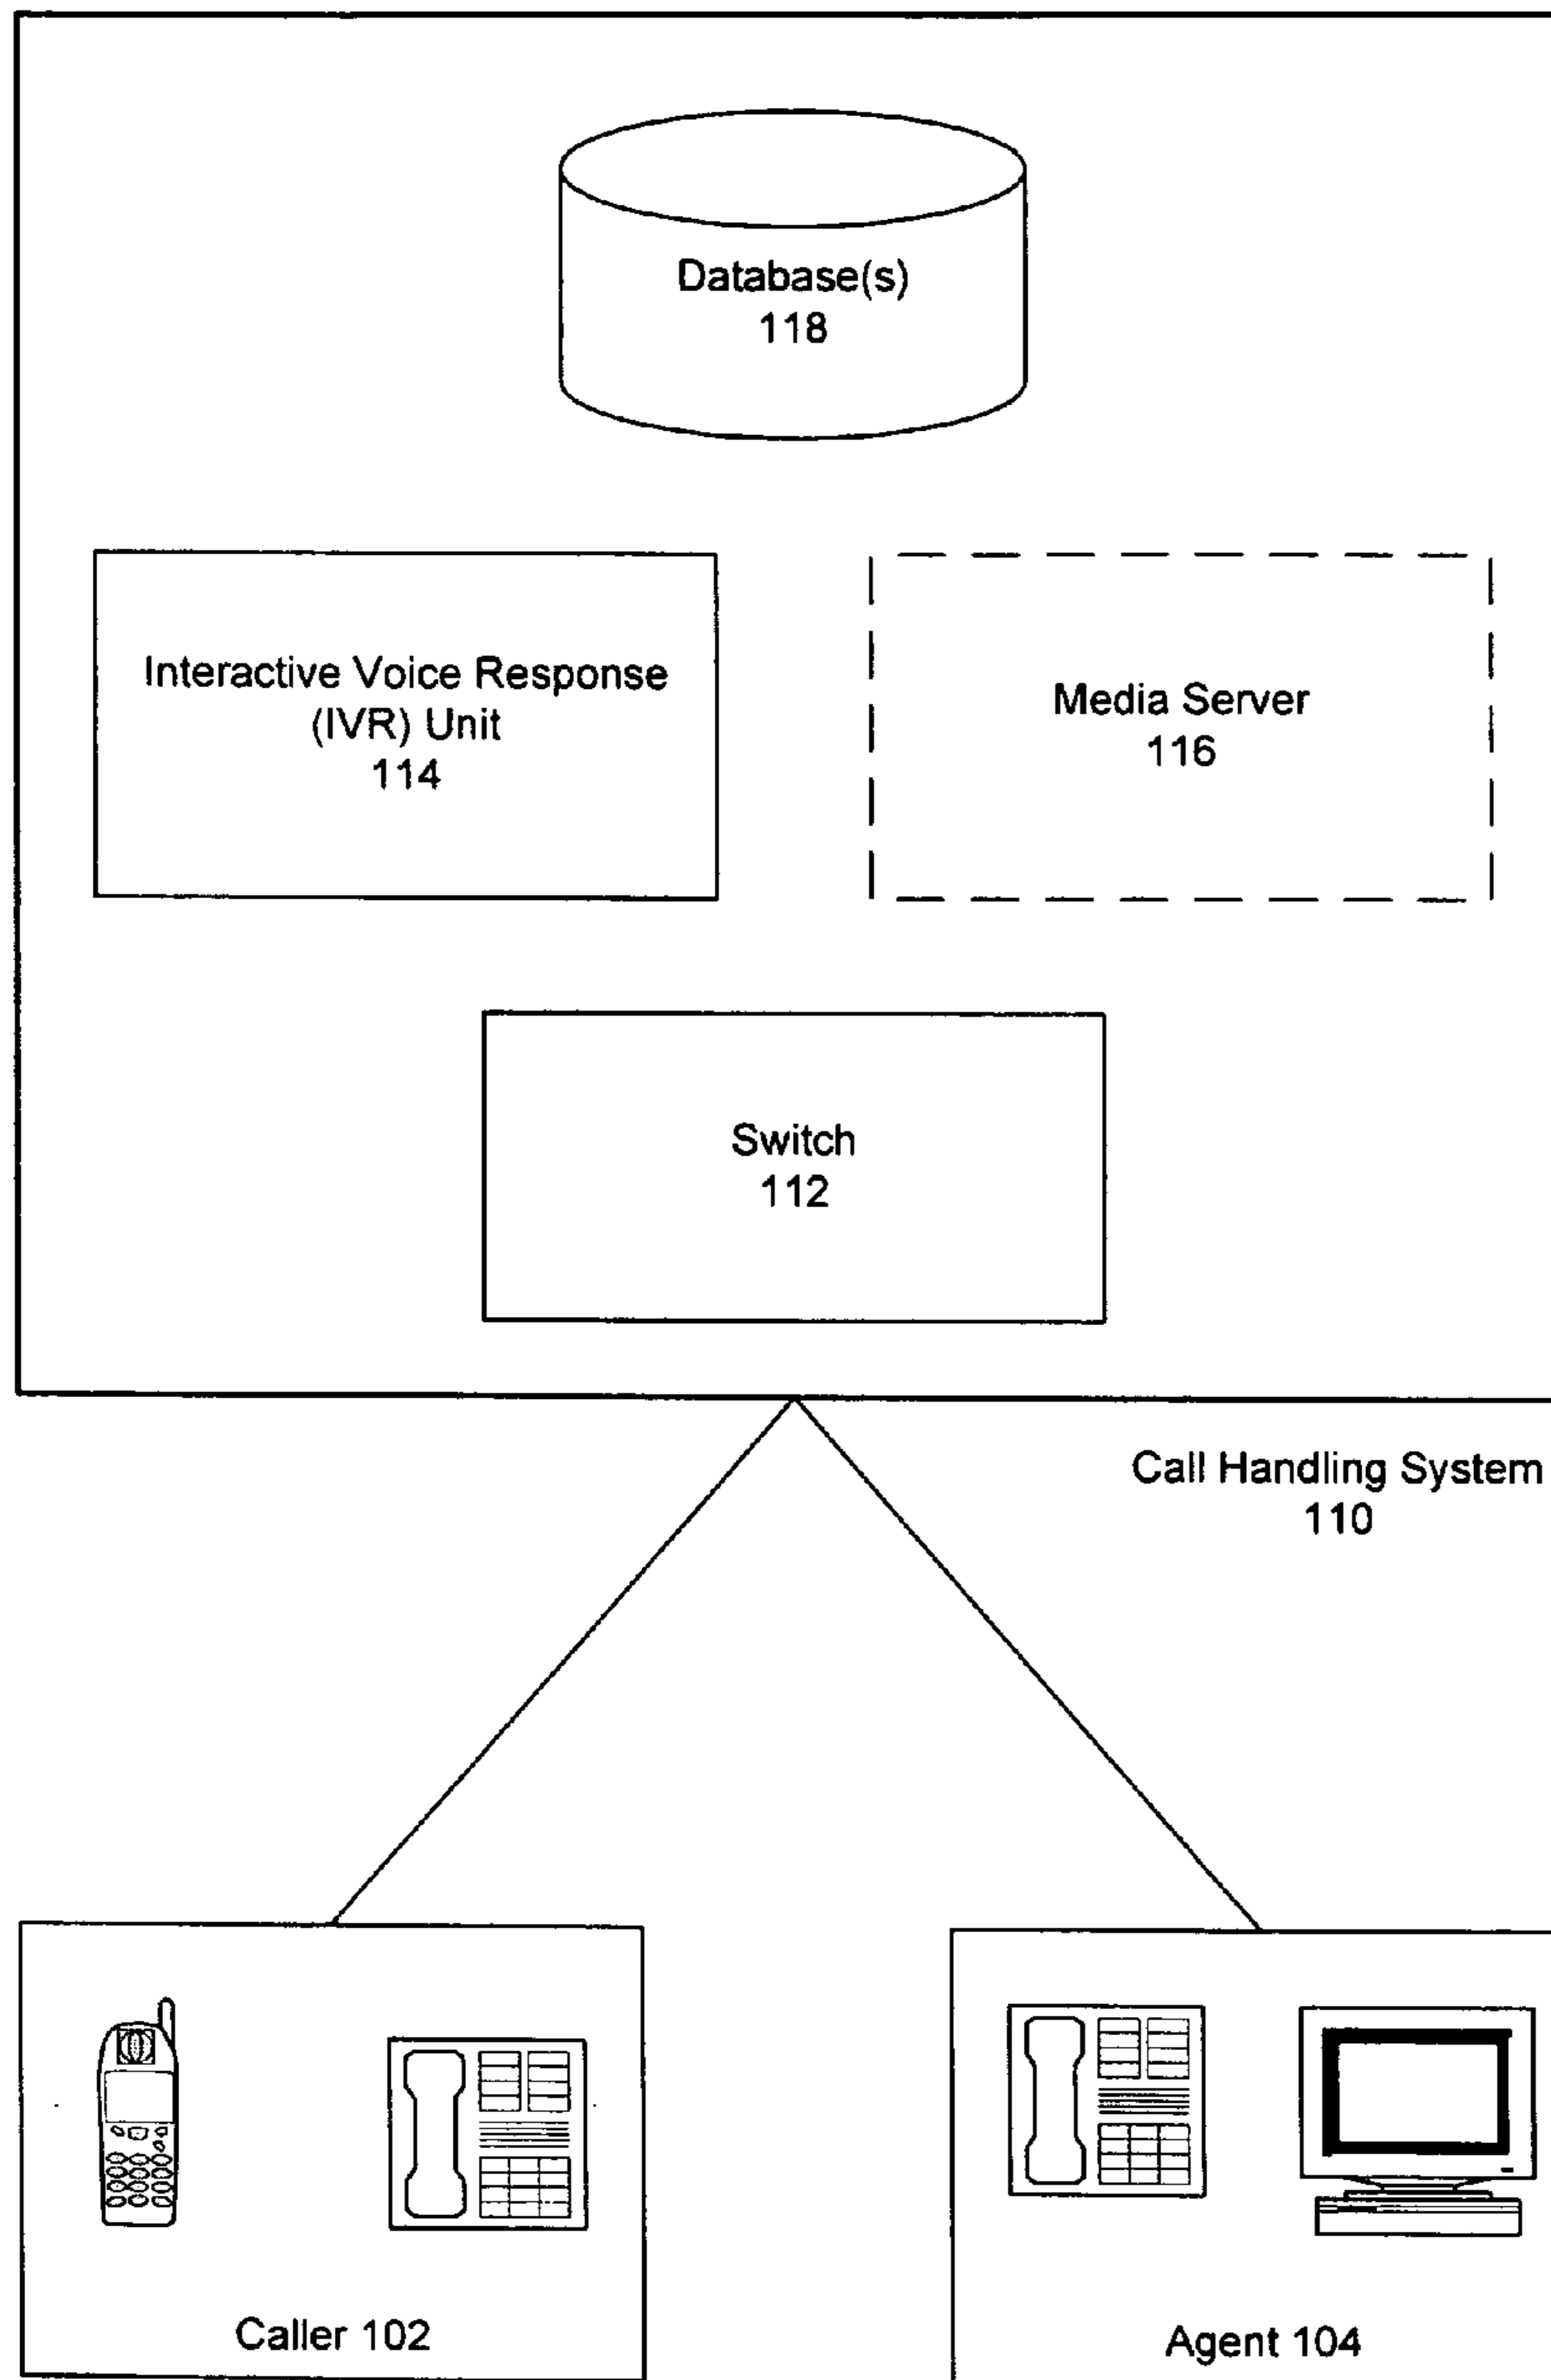 Database(s)
118
Interactive Voice Response
(IVR) Unit
114
Media Server
116
Switch
112
Call Handling System
110
Caller 102
Agent 104